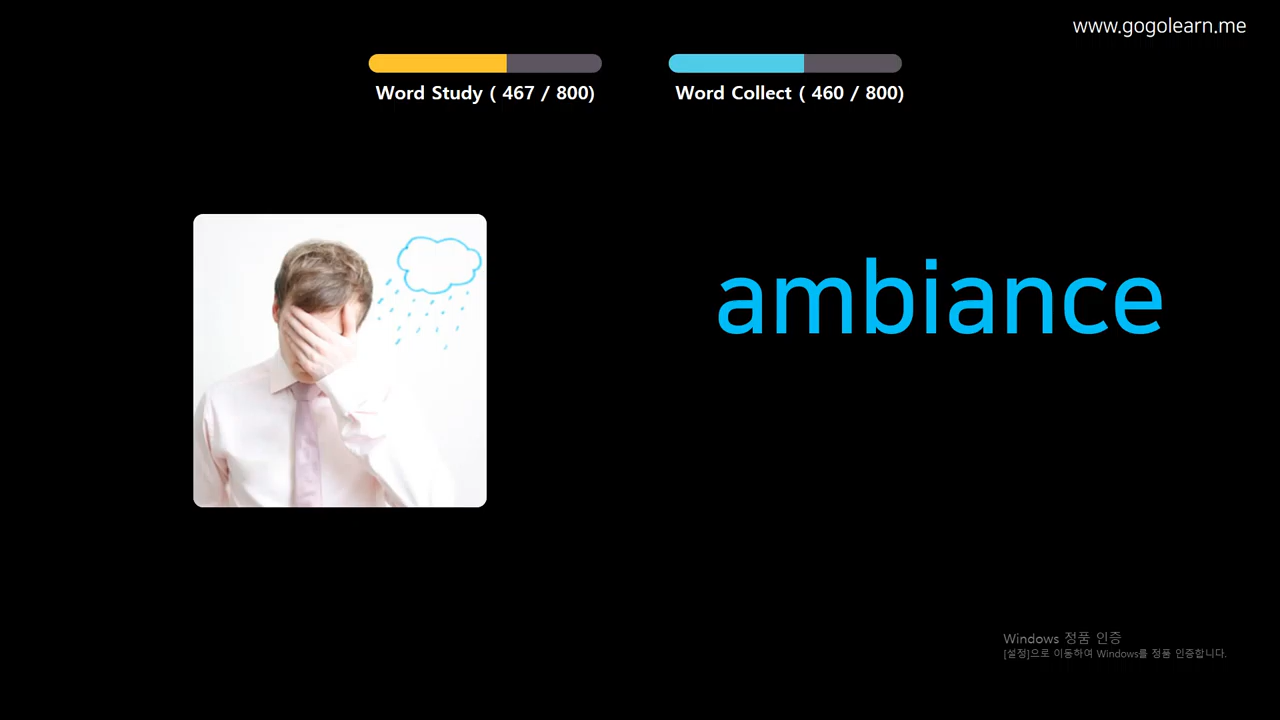 www.gogolearn.me
Word Study ( 467 / 800)
Word Collect ( 460 / 800)
ambiance
Windows 정품 인증
[설정]으로 이동하여 Windows를 정품 인증합니다.